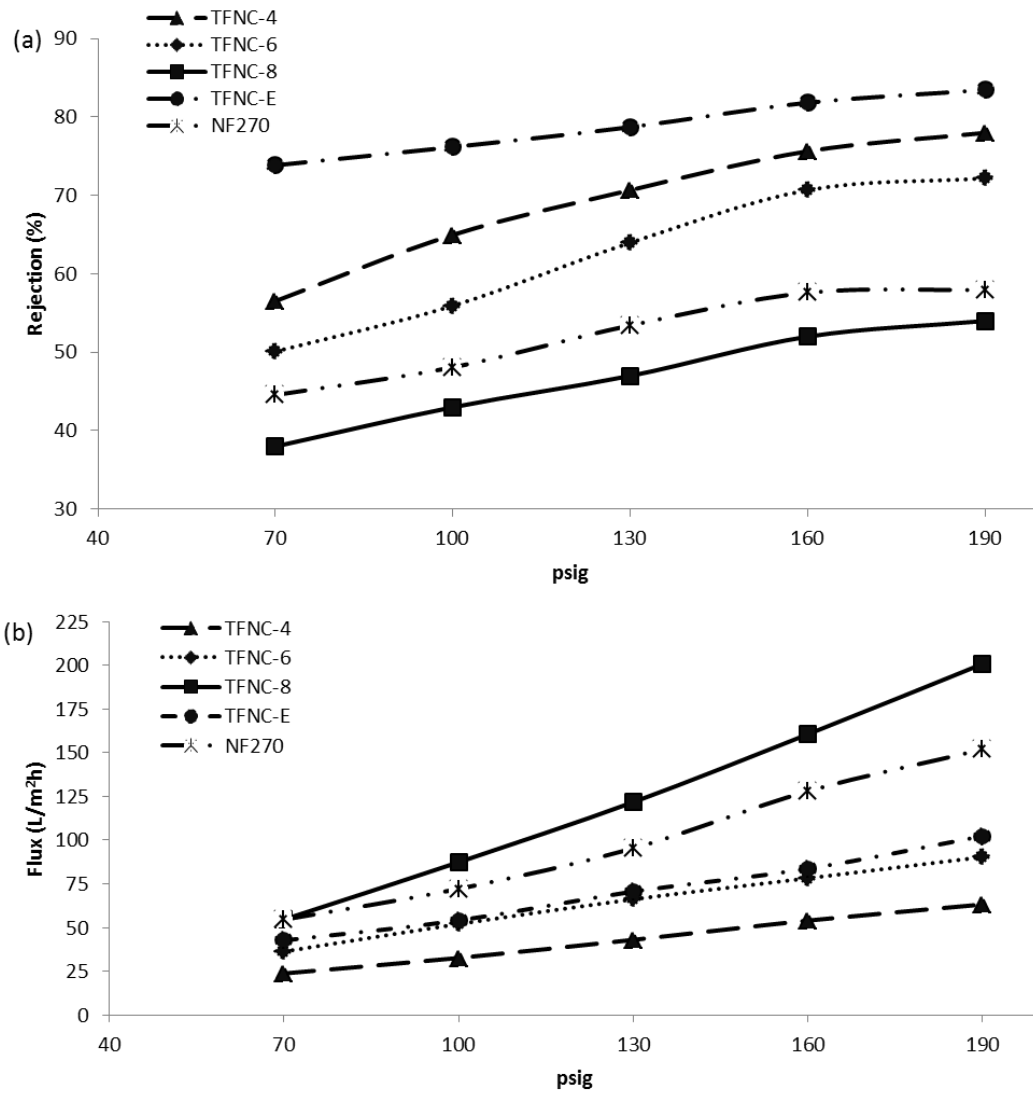 (a)
TFNC-4
TFNC-6
TFNC-8
TFNC-E
NF270
90
80
70
60
50
40
30
Rejection (%)
40 70 100 130 160 190
psig
(b)
TFNC-4
TFNC-6
TFNC-8
TFNC-E
NF270
225
200
175
150
125
100
75
50
25
0
Flux (L/m²h)
40 70 100 130 160 190
psig